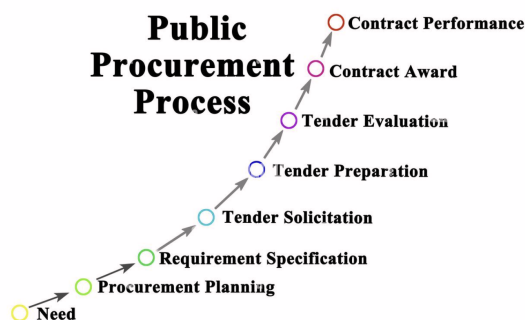 Public
Procurement
Process
Contract Performance
Contract Award
Tender Evaluation
Tender Preparation
Tender Solicitation
Requirement Specification
Procurement Planning
Need